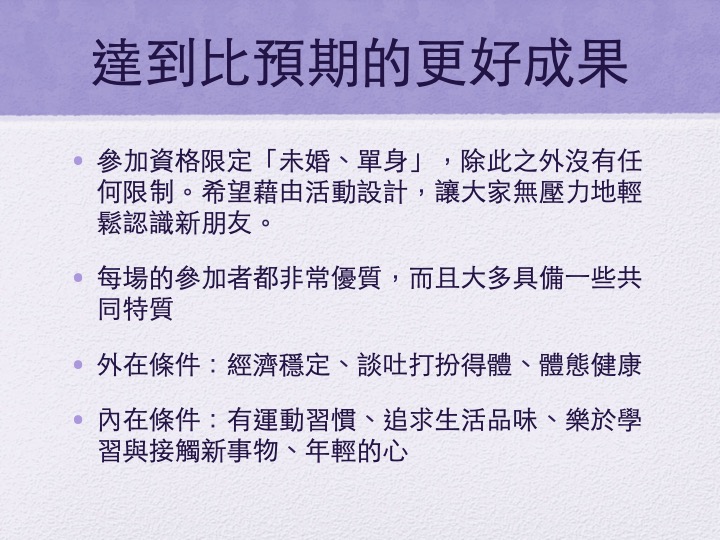 達到比預期的更好成果
參加資格限定「未婚、單身」，除此之外沒有任
何限制。希望藉由活動設計，讓大家無壓力地輕
鬆認識新朋友。
每場的參加者都非常優質，而且大多具備一些共
同特質
外在條件：經濟穩定、談吐打扮得體、體態健康
內在條件：有運動習慣、追求生活品味、樂於學
習與接觸新事物、年輕的心